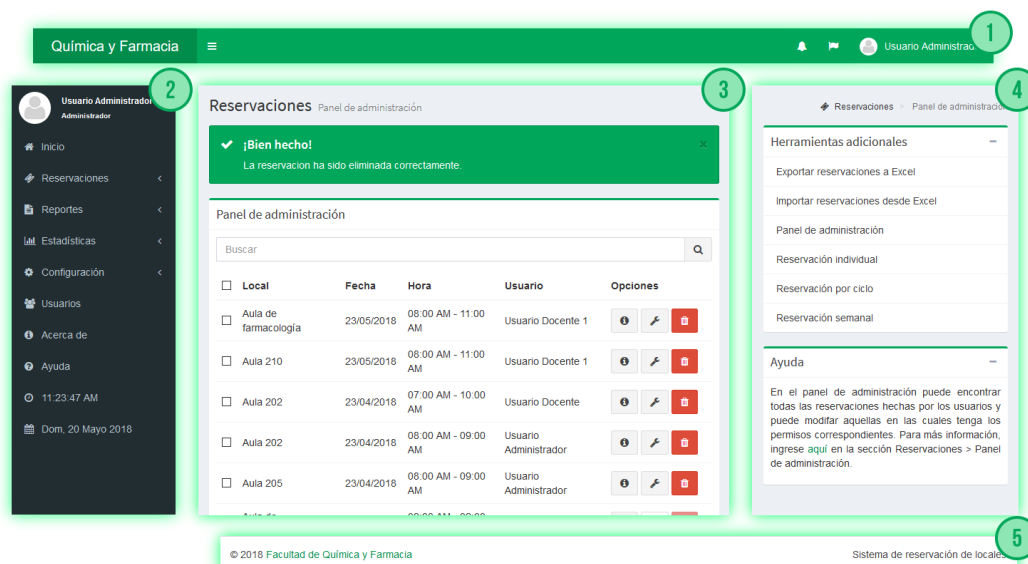 Química y Farmacia
1
Usuario
2
Usuario Administrador
Administrador
Inicio
Reservaciones
Reportes
Estadísticas
Configuración
Usuarios
Acerca de
Ayuda
11:23:47 AM
Dom, 20 Mayo 2018
3
Reservaciones Panel de administración
¡Bien hecho!
La reservacion ha sido eliminada correctamente.
Panel de administración
Buscar
Local Fecha Hora Usuario Opciones
Aula de
farmacología
23/05/2018
08:00 AM - 11:00
AM
Usuario Docente 1
Aula 210
23/05/2018
08:00 AM - 11:00
AM
Usuario Docente 1
Aula 202
23/04/2018
07:00 AM - 10:00
AM
Usuario Docente
Aula 202
23/04/2018
08:00 AM - 09:00
AM
Usuario
Administrador
Aula 205
23/04/2018
08:00 AM - 09:00
AM
Usuario
Administrador
4
Reservaciones > Panel de administración
Herramientas adicionales
Exportar reservaciones a Excel
Importar reservaciones desde Excel
Panel de administración
Reservación individual
Reservación por ciclo
Reservación semanal
Ayuda
En el panel de administración puede encontrar
todas las reservaciones hechas por los usuarios y
puede modifar aquellas en las cuales tenga los
permisos correspondientes. Para más información,
ingrese aquí en la sección Reservaciones > Panel
de administración.
5
© 2018 Facultad de Química y Farmacia
Sistema de reservación de locales